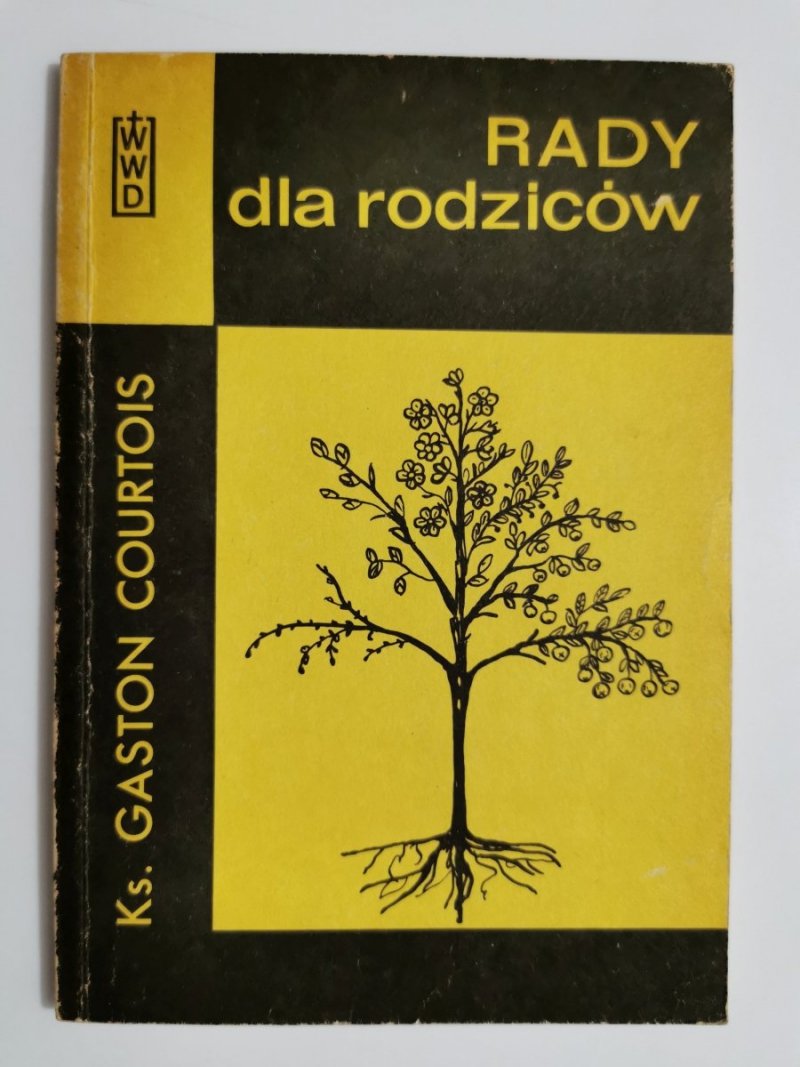 WWD
RADY
dla rodziców
Ks. GASTON COURTOIS